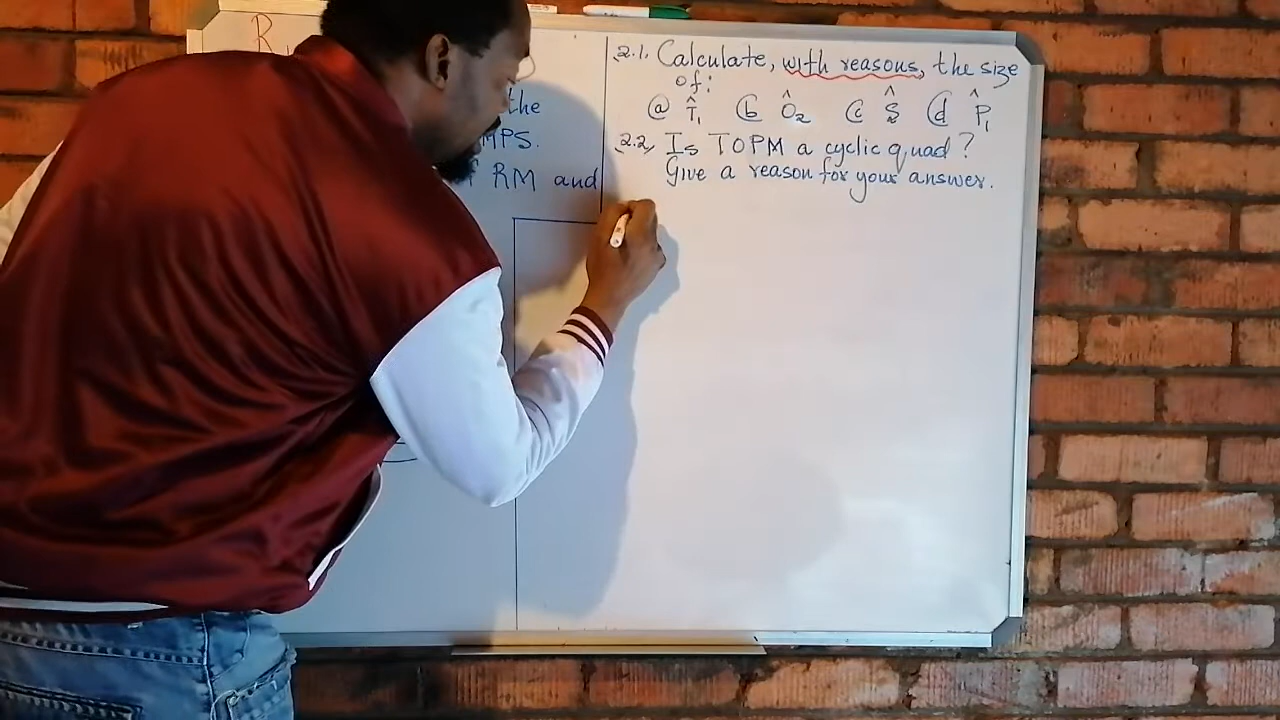 R
the
MPS.
RM and
2.1. Calculate, with reasons, the size
of:
ⓐ T̂₁ ⓑ Ô₂ ⓒ Ŝ ⓓ P̂₁
2.2. Is TOPM a cyclic quad?
Give a reason for your answer.